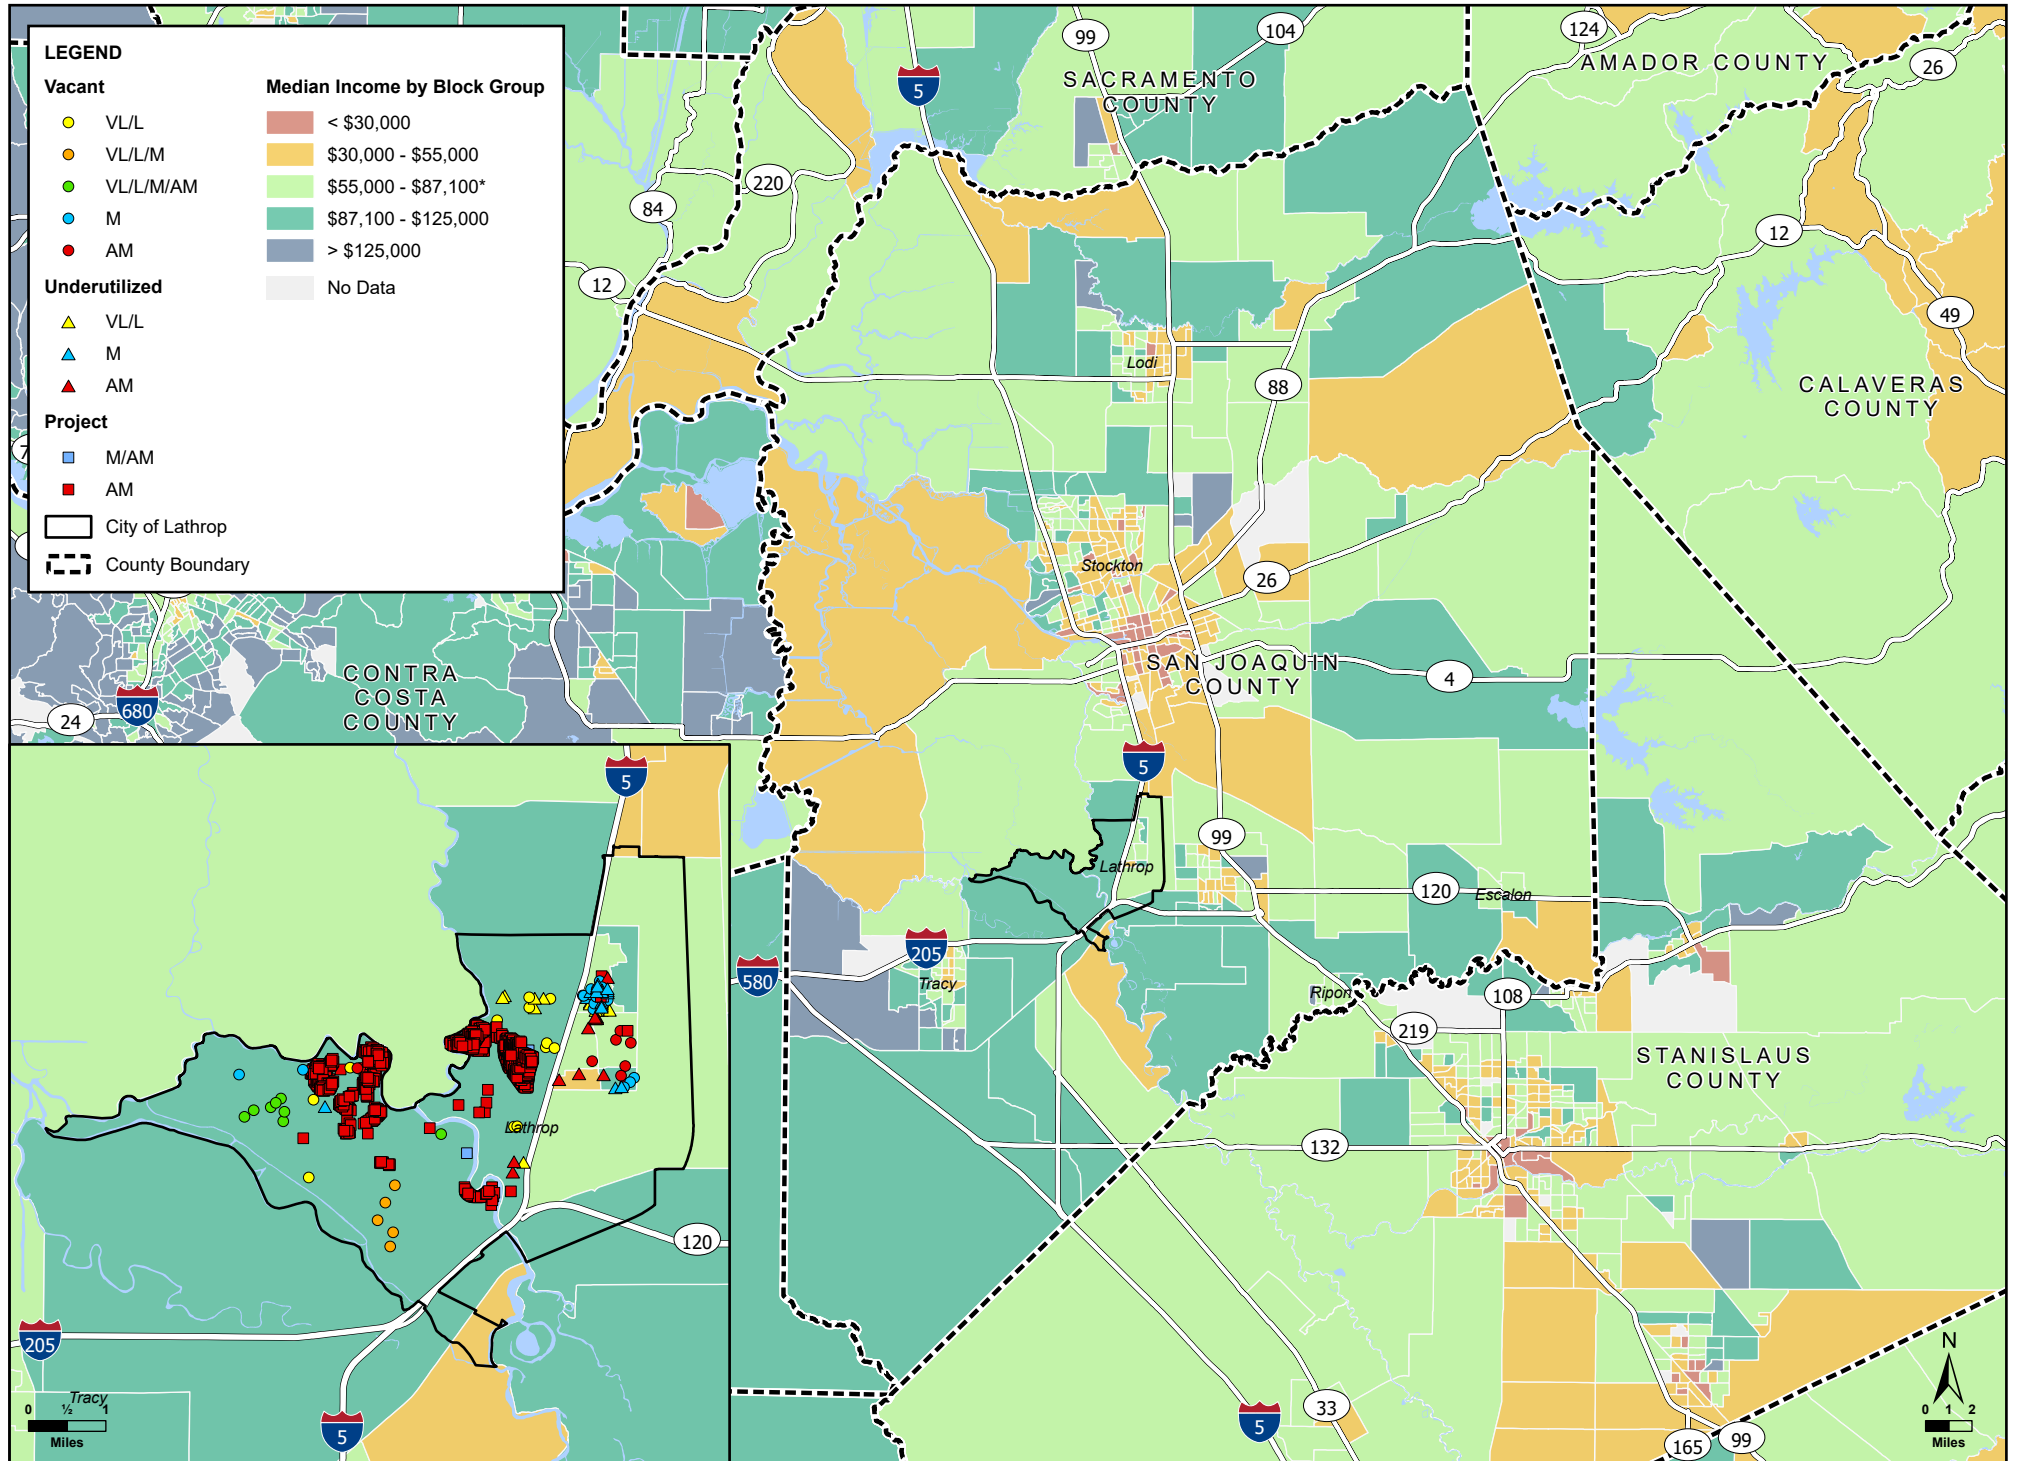 LEGEND
Vacant
VL/L
VL/L/M
VL/L/M/AM
M
AM
Underutilized
VL/L
M
AM
Project
M/AM
AM
City of Lathrop
County Boundary
Median Income by Block Group
< $30,000
$30,000 - $55,000
$55,000 - $87,100*
$87,100 - $125,000
> $125,000
No Data
99
104
124
26
5
SACRAMENTO
COUNTY
AMADOR COUNTY
220
84
12
12
49
Lodi
88
CALAVERAS
COUNTY
Stockton
26
SAN JOAQUIN
COUNTY
4
CONTRA
COSTA
COUNTY
680
24
5
99
Lathrop
120
Escalon
205
580
Tracy
Ripon
108
219
STANISLAUS
COUNTY
132
33
5
165
99
N
0 1 2
Miles
5
Lathrop
120
205
Tracy
0 ½ 1
Miles
5